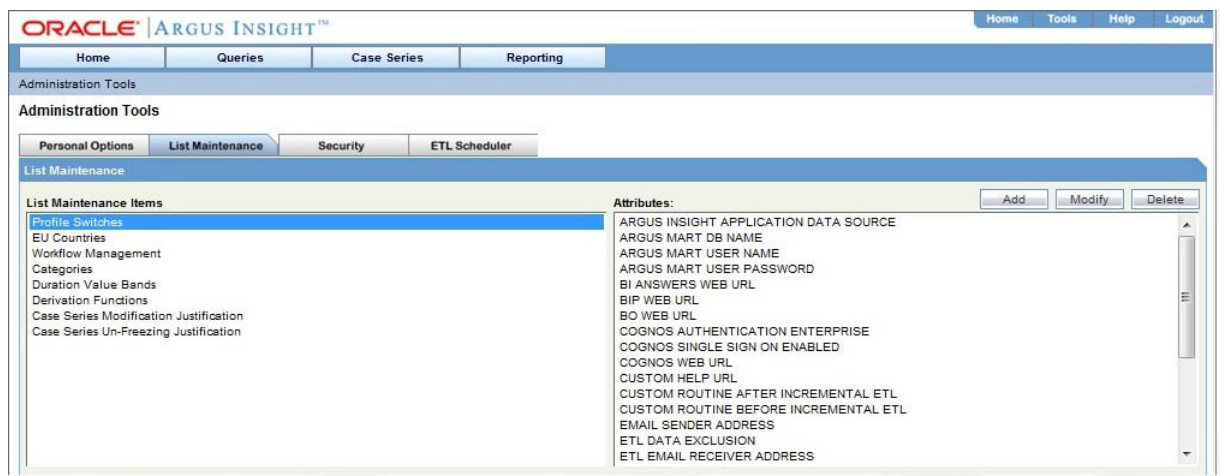 ORACLE® | ARGUS INSIGHT™
Home Tools Help Logout
Home Queries Case Series Reporting
Administration Tools
Administration Tools
Personal Options List Maintenance Security ETL Scheduler
List Maintenance
List Maintenance Items
Profile Switches
EU Countries
Workflow Management
Categories
Duration Value Bands
Derivation Functions
Case Series Modification Justification
Case Series Un-Freezing Justification
Attributes:
Add Modify Delete
ARGUS INSIGHT APPLICATION DATA SOURCE
ARGUS MART DB NAME
ARGUS MART USER NAME
ARGUS MART USER PASSWORD
BI ANSWERS WEB URL
BIP WEB URL
BO WEB URL
COGNOS AUTHENTICATION ENTERPRISE
COGNOS SINGLE SIGN ON ENABLED
COGNOS WEB URL
CUSTOM HELP URL
CUSTOM ROUTINE AFTER INCREMENTAL ETL
CUSTOM ROUTINE BEFORE INCREMENTAL ETL
EMAIL SENDER ADDRESS
ETL DATA EXCLUSION
ETL EMAIL RECEIVER ADDRESS